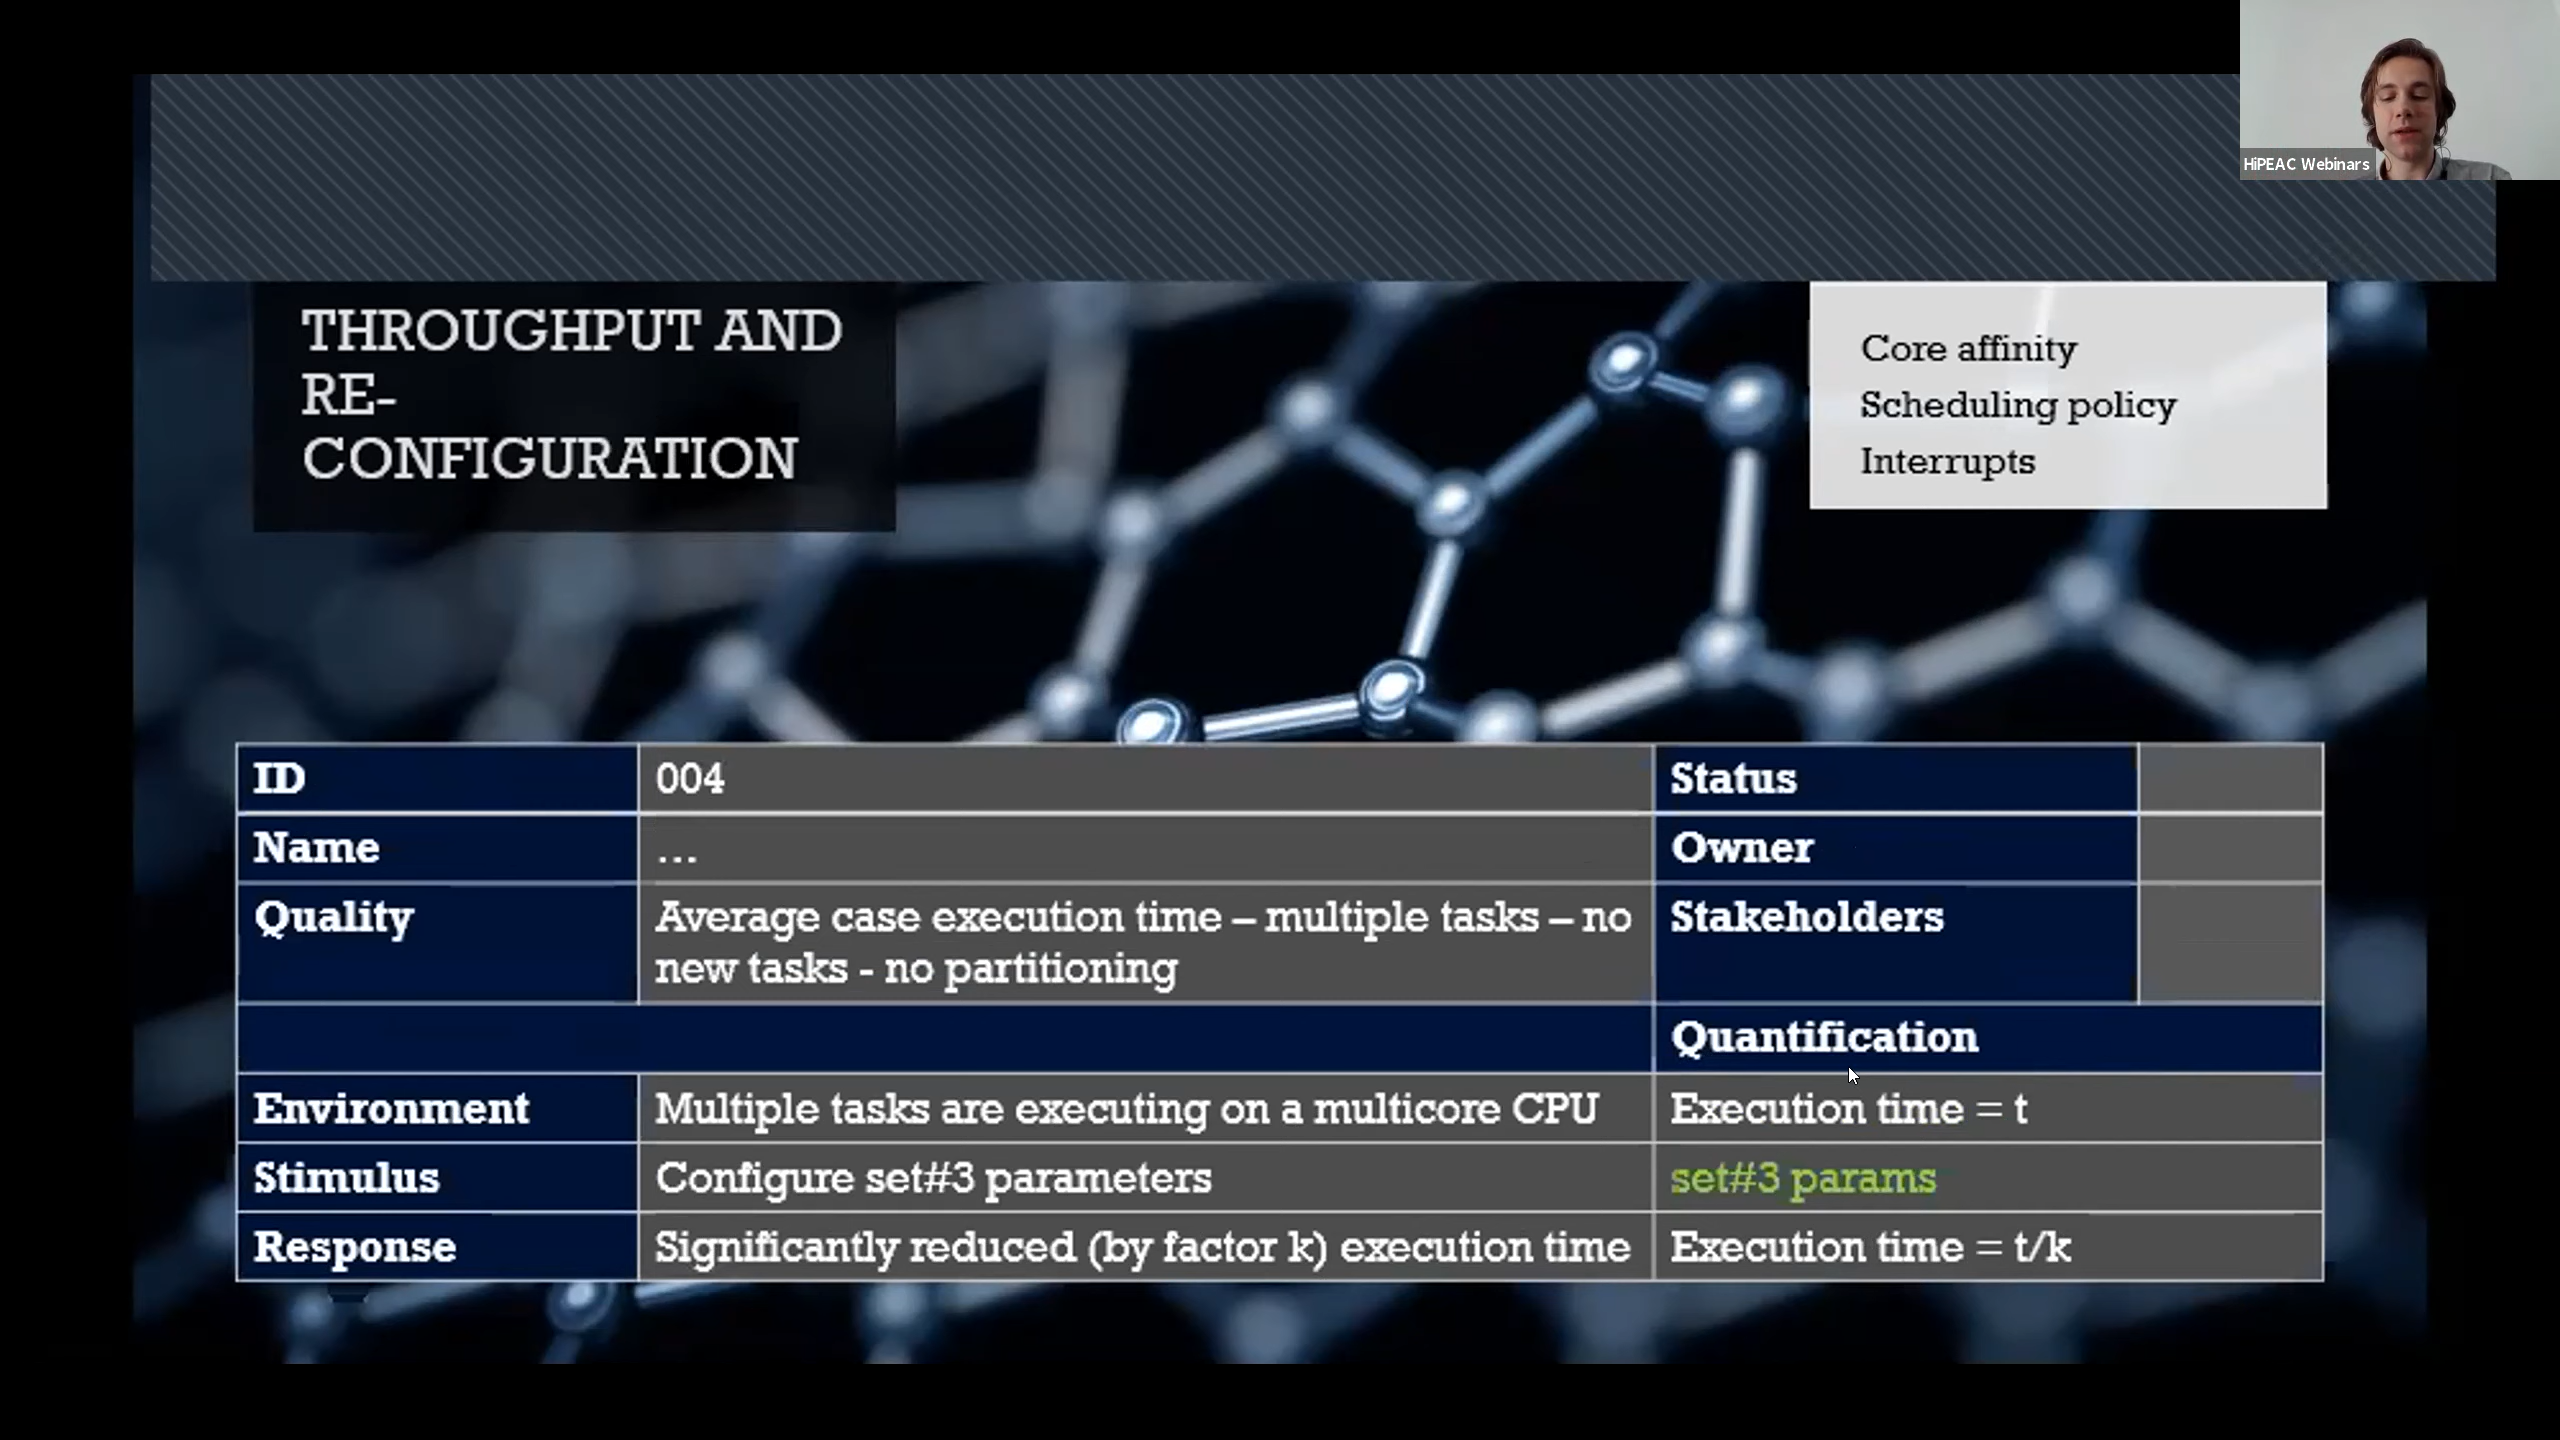 HiPEAC Webinars
THROUGHPUT AND
RE-
CONFIGURATION
Core affinity
Scheduling policy
Interrupts
ID 004 Status
Name ... Owner
Quality Average case execution time – multiple tasks – no Stakeholders
new tasks - no partitioning
Quantification
Environment Multiple tasks are executing on a multicore CPU Execution time = t
Stimulus Configure set#3 parameters set#3 params
Response Significantly reduced (by factor k) execution time Execution time = t/k